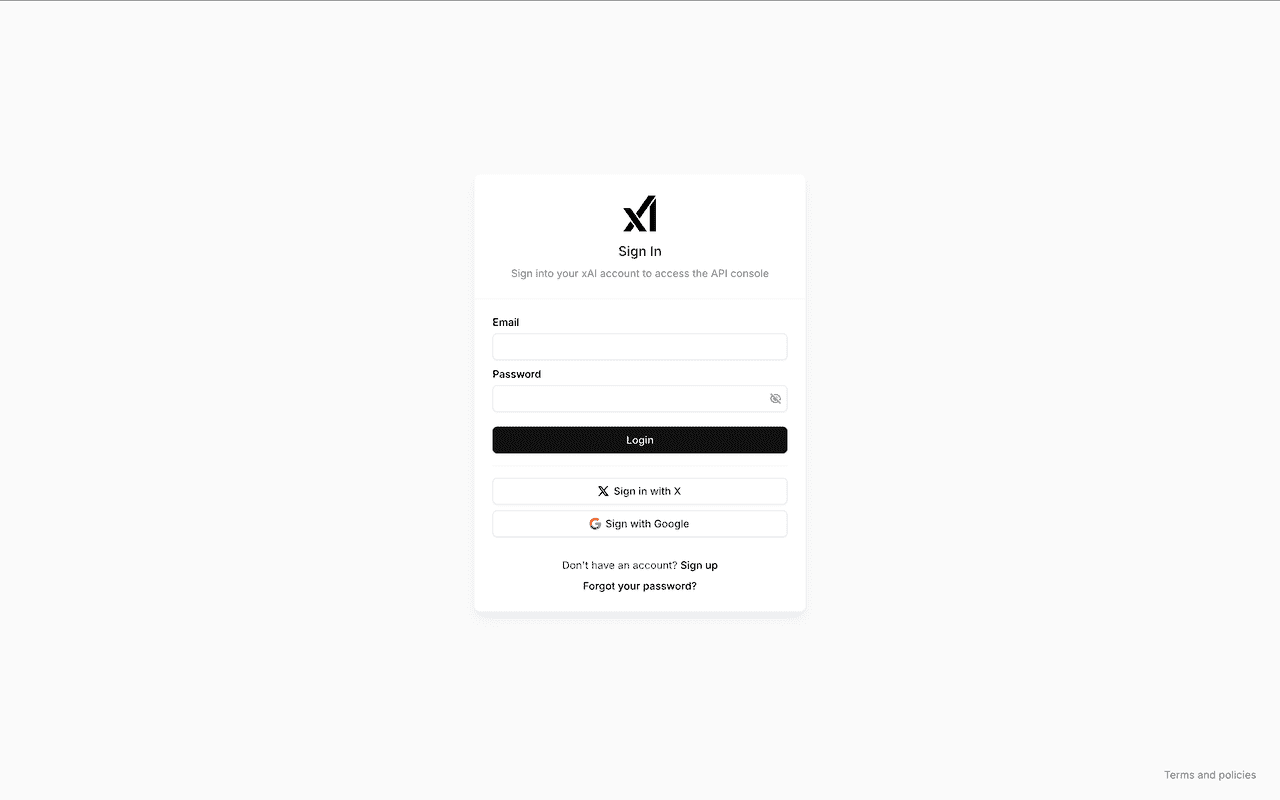 xAI
Sign In
Sign into your xAI account to access the API console
Email
Password
Login
Sign in with X
Sign with Google
Don't have an account? Sign up
Forgot your password?
Terms and policies